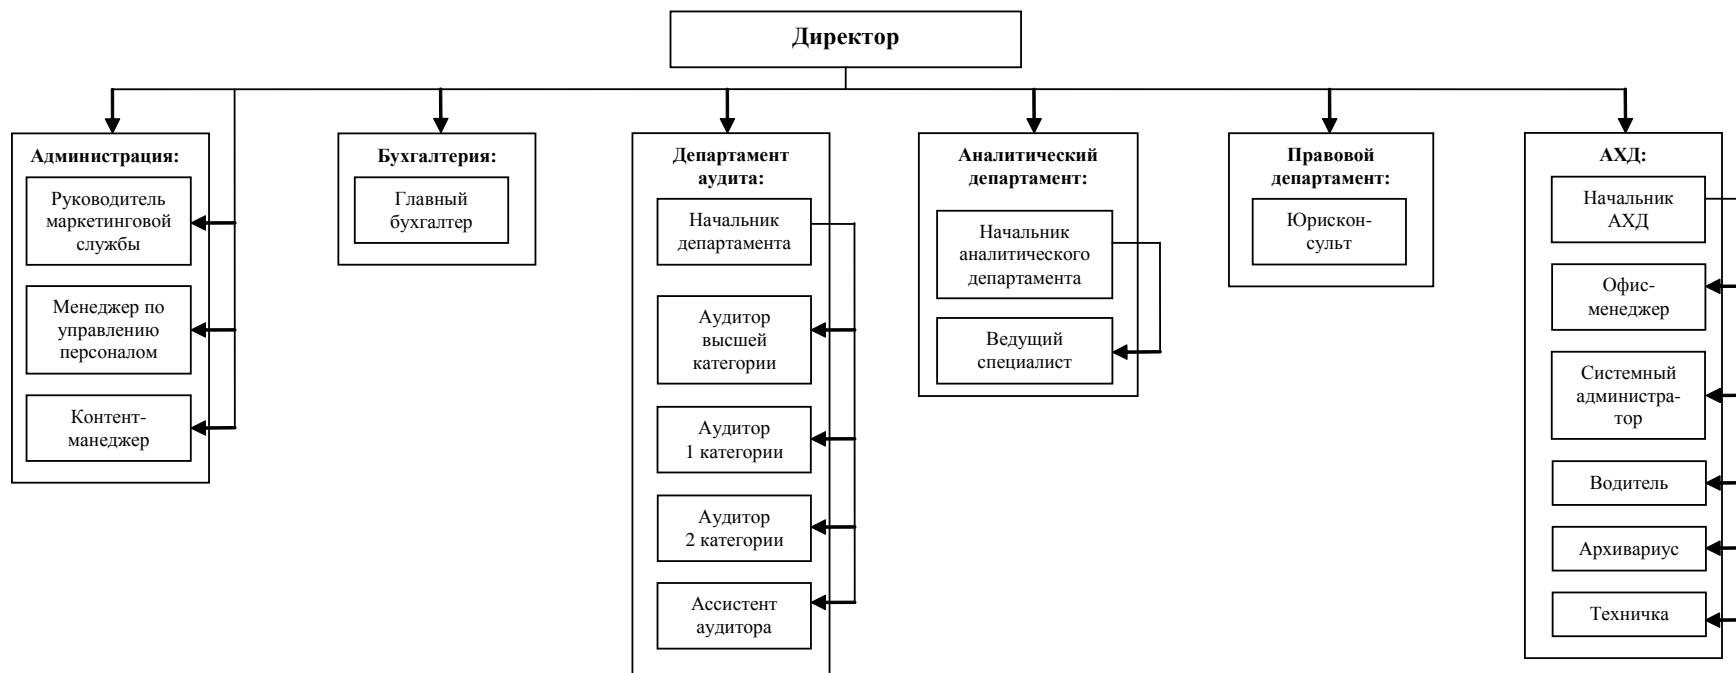 Директор
Администрация:
Руководитель
маркетинговой
службы
Менеджер по
управлению
персоналом
Контент-
манеджер
Бухгалтерия:
Главный
бухгалтер
Департамент
аудита:
Начальник
департамента
Аудитор
высшей
категории
Аудитор
1 категории
Аудитор
2 категории
Ассистент
аудитора
Аналитический
департамент:
Начальник
аналитического
департамента
Ведущий
специалист
Правовой
департамент:
Юрискон-
сульт
АХД:
Начальник
АХД
Офис-
менеджер
Системный
администра-
тор
Водитель
Архивариус
Техничка